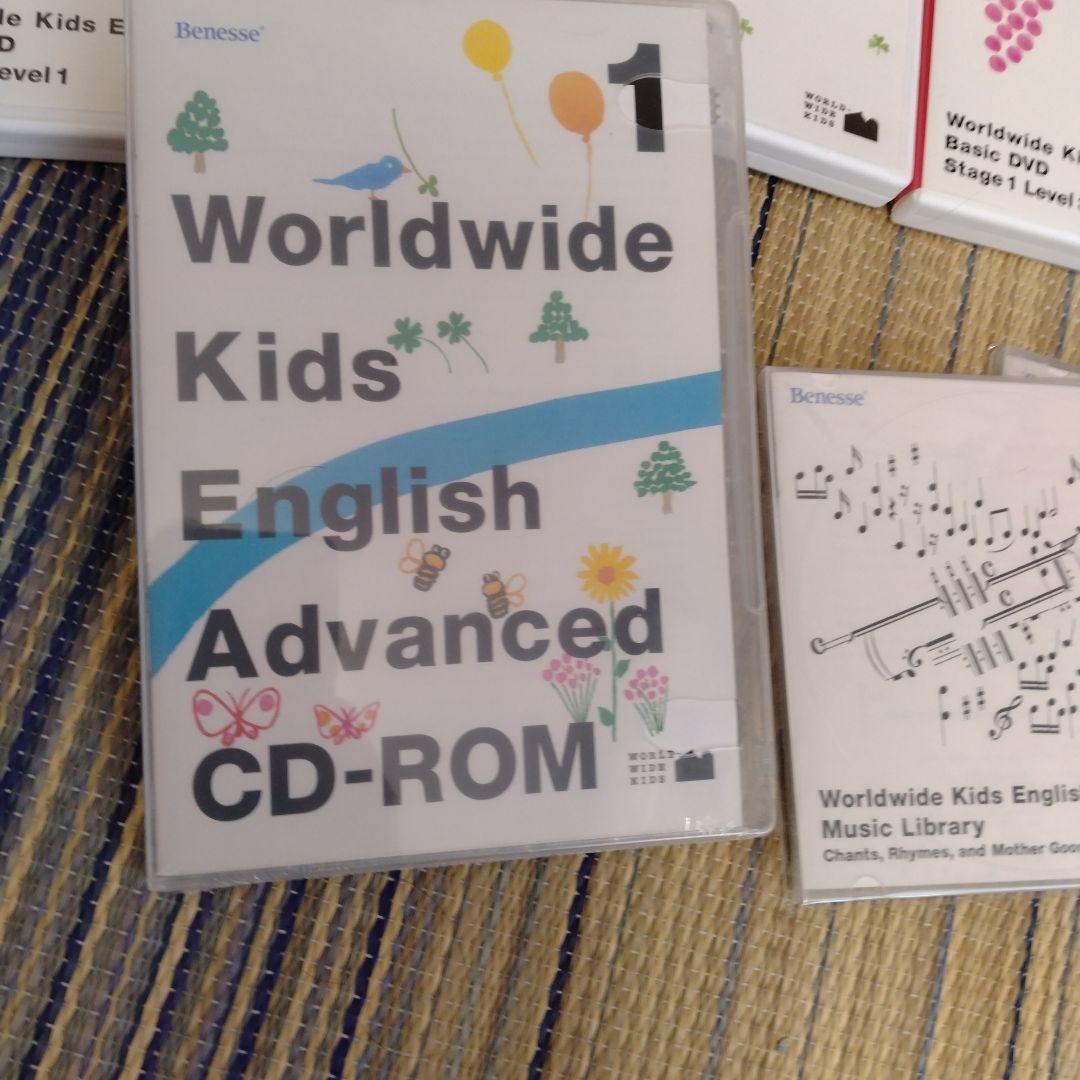 le Kids E
D
evel 1
Benesse®
1
Worldwide
Kids
English
Advanced
CD-ROM
WORLD-
WIDE
KIDS
WORLD-
WIDE
KIDS
Worldwide Ki
Basic DVD
Stage 1 Level
Benesse®
Worldwide Kids Englis
Music Library
Chants, Rhymes, and Mother Goo